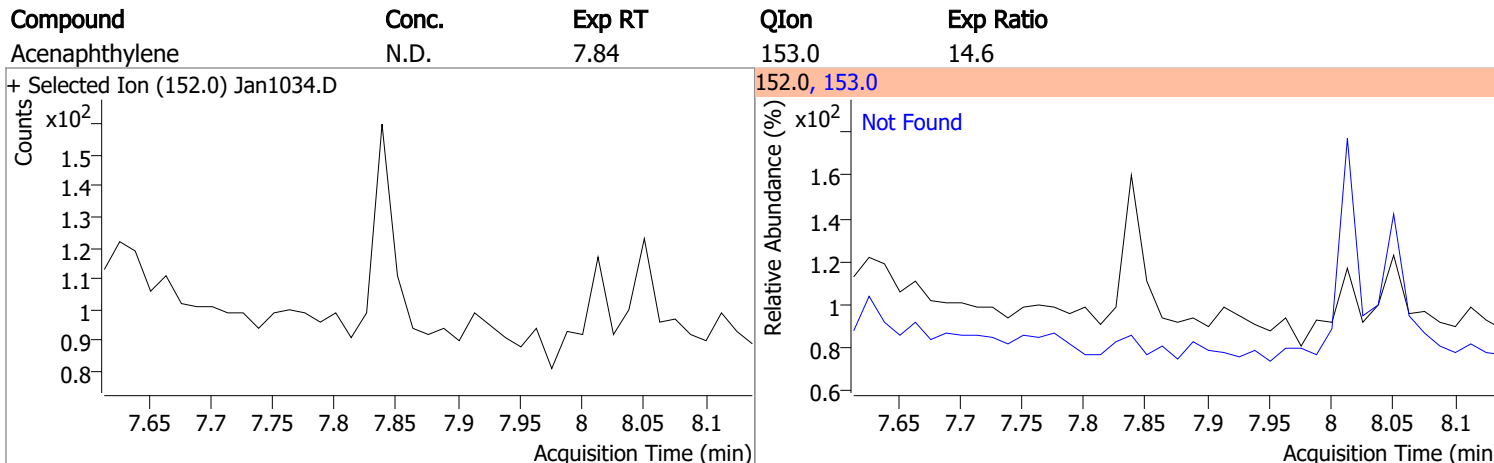 Compound Conc. Exp RT QIon Exp Ratio
Acenaphthylene N.D. 7.84 153.0 14.6
+ Selected Ion (152.0) Jan1034.D
Counts
x10²
1.5
1.4
1.3
1.2
1.1
1
0.9
0.8
7.65 7.7 7.75 7.8 7.85 7.9 7.95 8 8.05 8.1
Acquisition Time (min)
152.0, 153.0
Relative Abundance (%)
x10²
Not Found
1.6
1.4
1.2
1
0.8
0.6
7.65 7.7 7.75 7.8 7.85 7.9 7.95 8 8.05 8.1
Acquisition Time (min